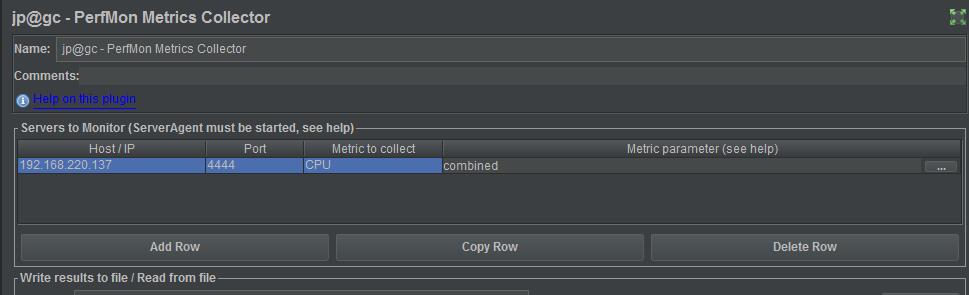 jp@gc - PerfMon Metrics Collector
Name: jp@gc - PerfMon Metrics Collector
Comments:
Help on this plugin
Servers to Monitor (ServerAgent must be started, see help)
Host / IP Port Metric to collect Metric parameter (see help)
192.168.220.137 4444 CPU combined ...
Add Row Copy Row Delete Row
Write results to file / Read from file